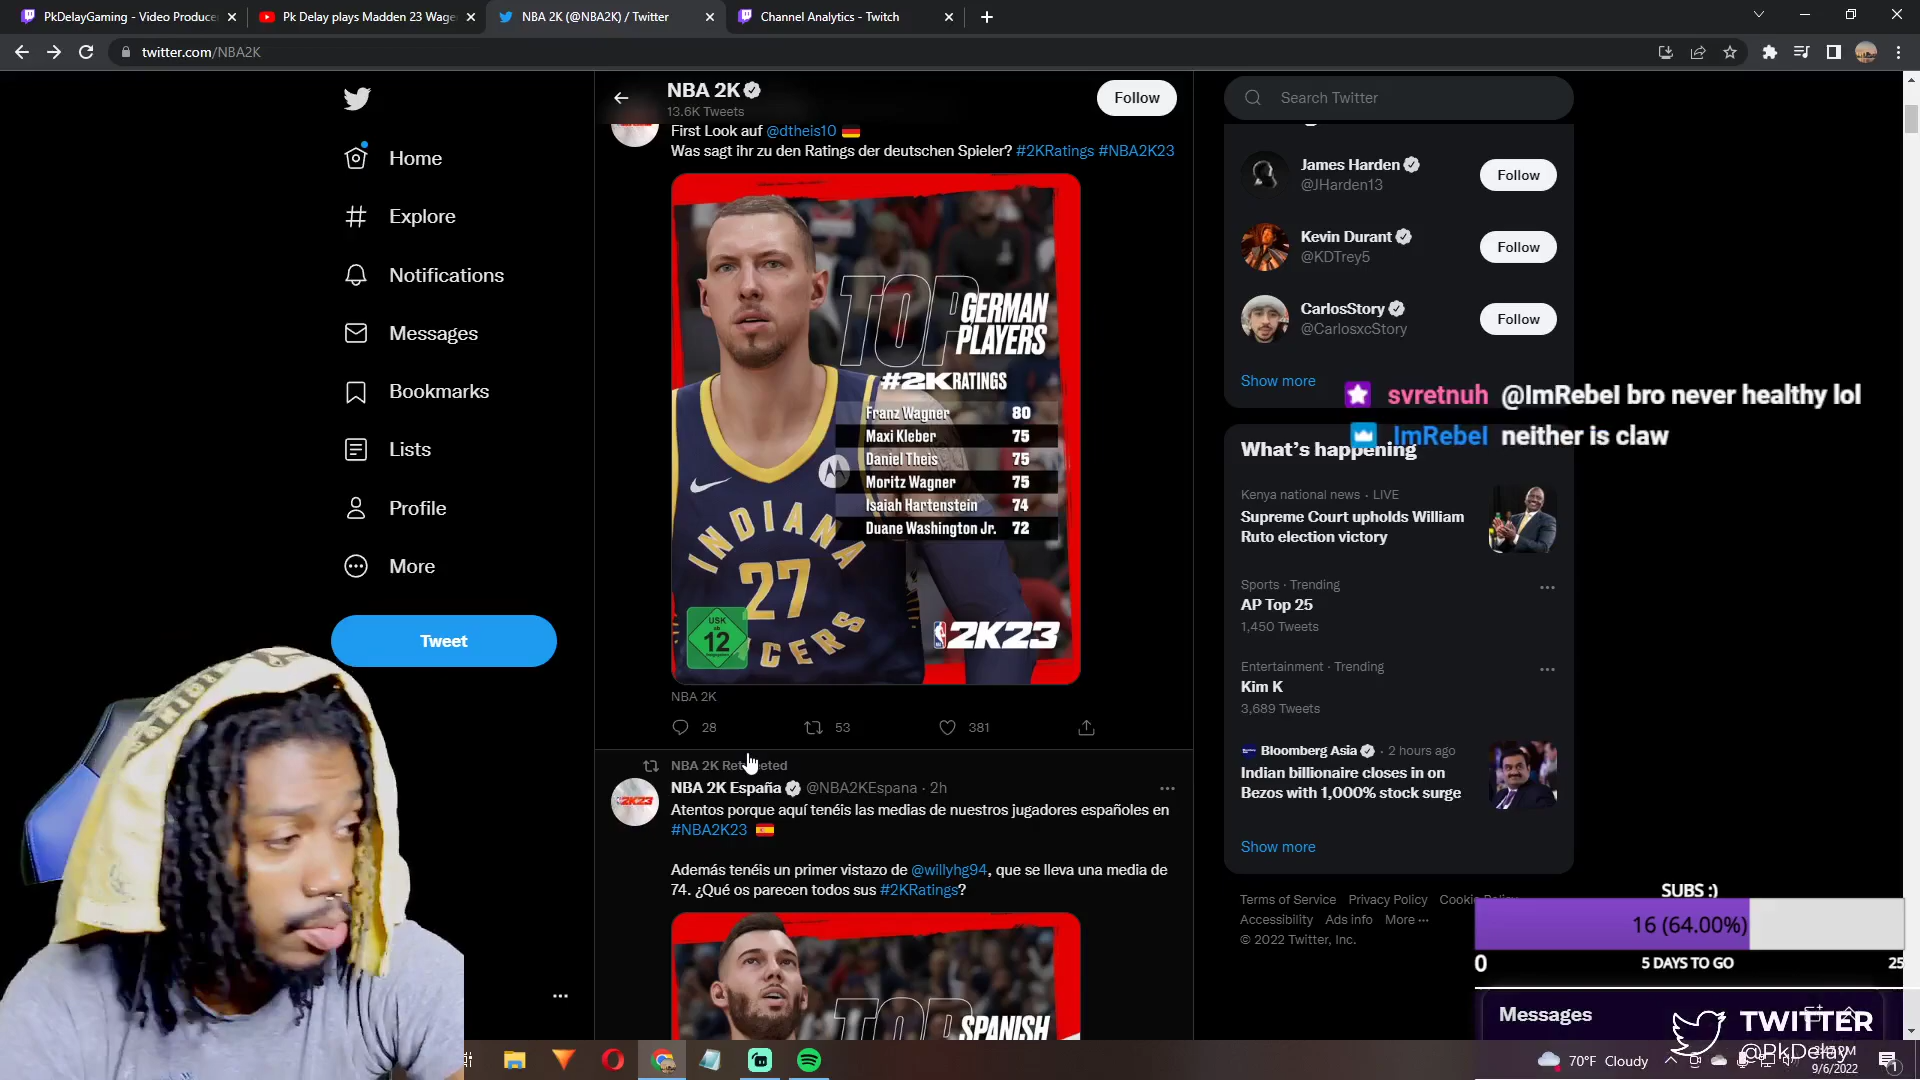 PkDelayGaming - Video Produce
Pk Delay plays Madden 23 Wage
NBA 2K (@NBA2K) / Twitter
Channel Analytics - Twitch
twitter.com/NBA2K
Home
Explore
Notifications
Messages
Bookmarks
Lists
Profile
More
Tweet
NBA 2K
13.6K Tweets
Follow
First Look auf @dtheis10
Was sagt ihr zu den Ratings der deutschen Spieler? #2KRatings #NBA2K23
TOP
GERMAN
PLAYERS
#2KRATINGS
Franz Wagner 80
Maxi Kleber 75
Daniel Theis 75
Moritz Wagner 75
Isaiah Hartenstein 74
Duane Washington Jr. 72
INDIANA
27
CERS
USK
ab
12
2K23
NBA 2K
28 53 381
NBA 2K Ret eeted
NBA 2K España @NBA2KEspana · 2h
Atentos porque aquí tenéis las medias de nuestros jugadores españoles en
#NBA2K23
Además tenéis un primer vistazo de @willyhg94, que se lleva una media de
74. ¿Qué os parecen todos sus #2KRatings?
TOP
SPANISH
Search Twitter
James Harden
@JHarden13
Follow
Kevin Durant
@KDTrey5
Follow
CarlosStory
@CarlosxcStory
Follow
Show more
svretnuh @ImRebel bro never healthy lol
ImRebel neither is claw
What's happening
Kenya national news · LIVE
Supreme Court upholds William
Ruto election victory
Sports · Trending
AP Top 25
1,450 Tweets
Entertainment · Trending
Kim K
3,689 Tweets
Bloomberg Asia · 2 hours ago
Indian billionaire closes in on
Bezos with 1,000% stock surge
Show more
Terms of Service Privacy Policy Cookie Policy
Accessibility Ads info More
© 2022 Twitter, Inc.
SUBS :)
16 (64.00%)
0 5 DAYS TO GO 25
Messages
TWITTER
@PkDelay
70°F Cloudy
9/6/2022